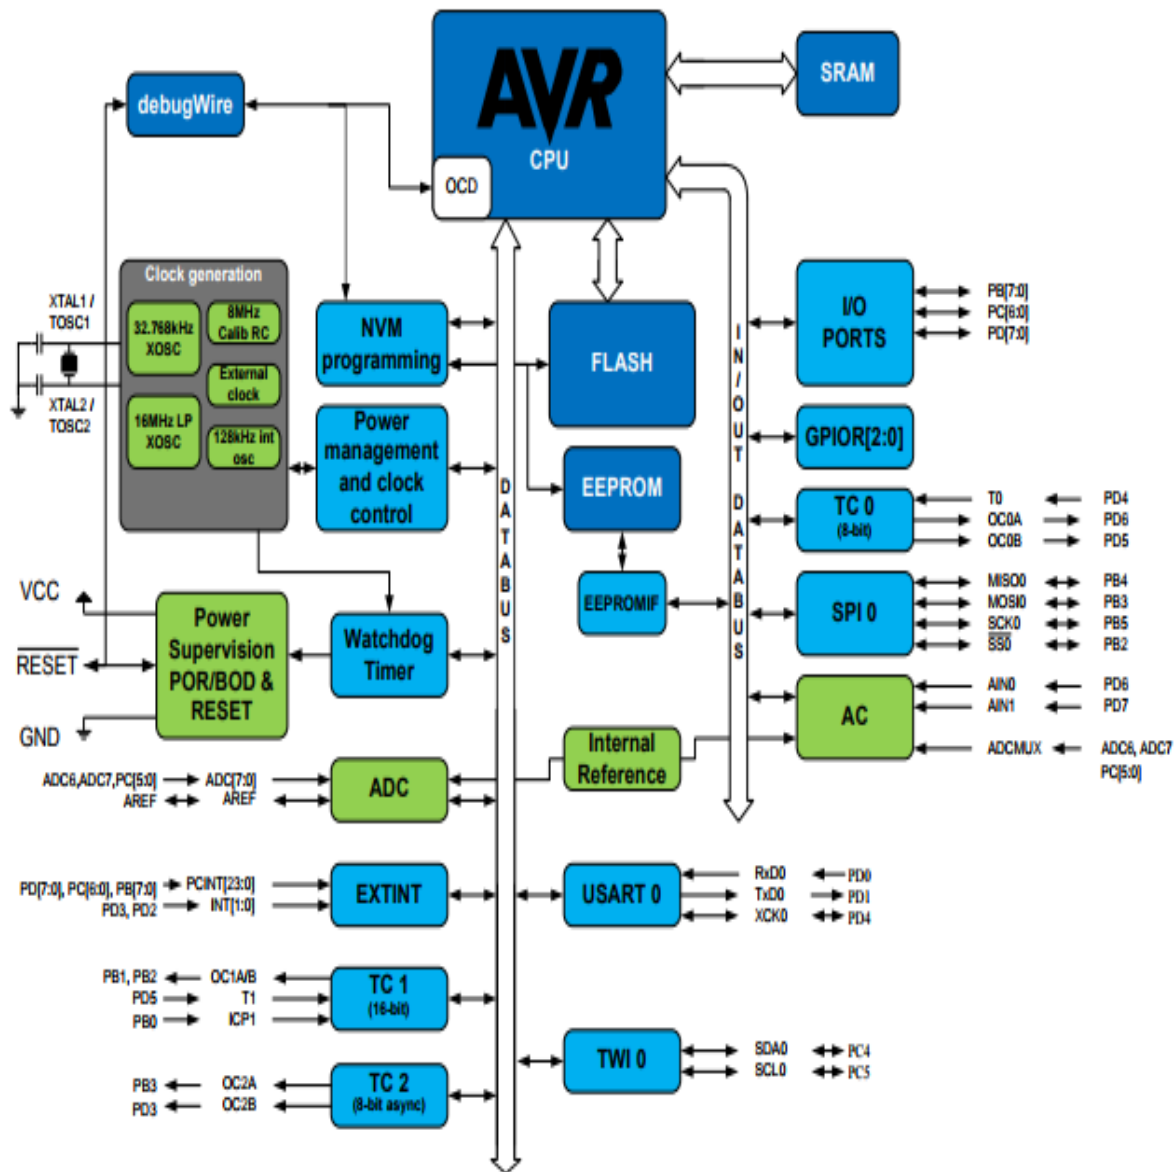 AVR
CPU
OCD
SRAM
debugWire
Clock generation
XTAL1 /
TOSC1
32.768kHz
XOSC
8MHz
Calib RC
External
clock
XTAL2 /
TOSC2
16MHz LP
XOSC
128kHz int
osc
NVM
programming
FLASH
I/O
PORTS
PB[7:0]
PC[6:0]
PD[7:0]
Power
management
and clock
control
EEPROM
GPIOR[2:0]
DATABUS
IN/OUT DATABUS
TC 0
(8-bit)
T0 PD4
OC0A PD6
OC0B PD5
EEPROMIF
SPI 0
MISO0 PB4
MOSI0 PB3
SCK0 PB5
SS0 PB2
VCC
RESET
GND
Power
Supervision
POR/BOD &
RESET
Watchdog
Timer
AC
AIN0 PD6
AIN1 PD7
ADCMUX ADC6, ADC7
PC[5:0]
Internal
Reference
ADC6,ADC7,PC[5:0] ADC[7:0]
AREF AREF
ADC
PD[7:0], PC[6:0], PB[7:0] PCINT[23:0]
PD3, PD2 INT[1:0]
EXTINT
USART 0
RxD0 PD0
TxD0 PD1
XCK0 PD4
PB1, PB2 OC1A/B
PD5 T1
PB0 ICP1
TC 1
(16-bit)
TWI 0
SDA0 PC4
SCL0 PC5
PB3 OC2A
PD3 OC2B
TC 2
(8-bit async)